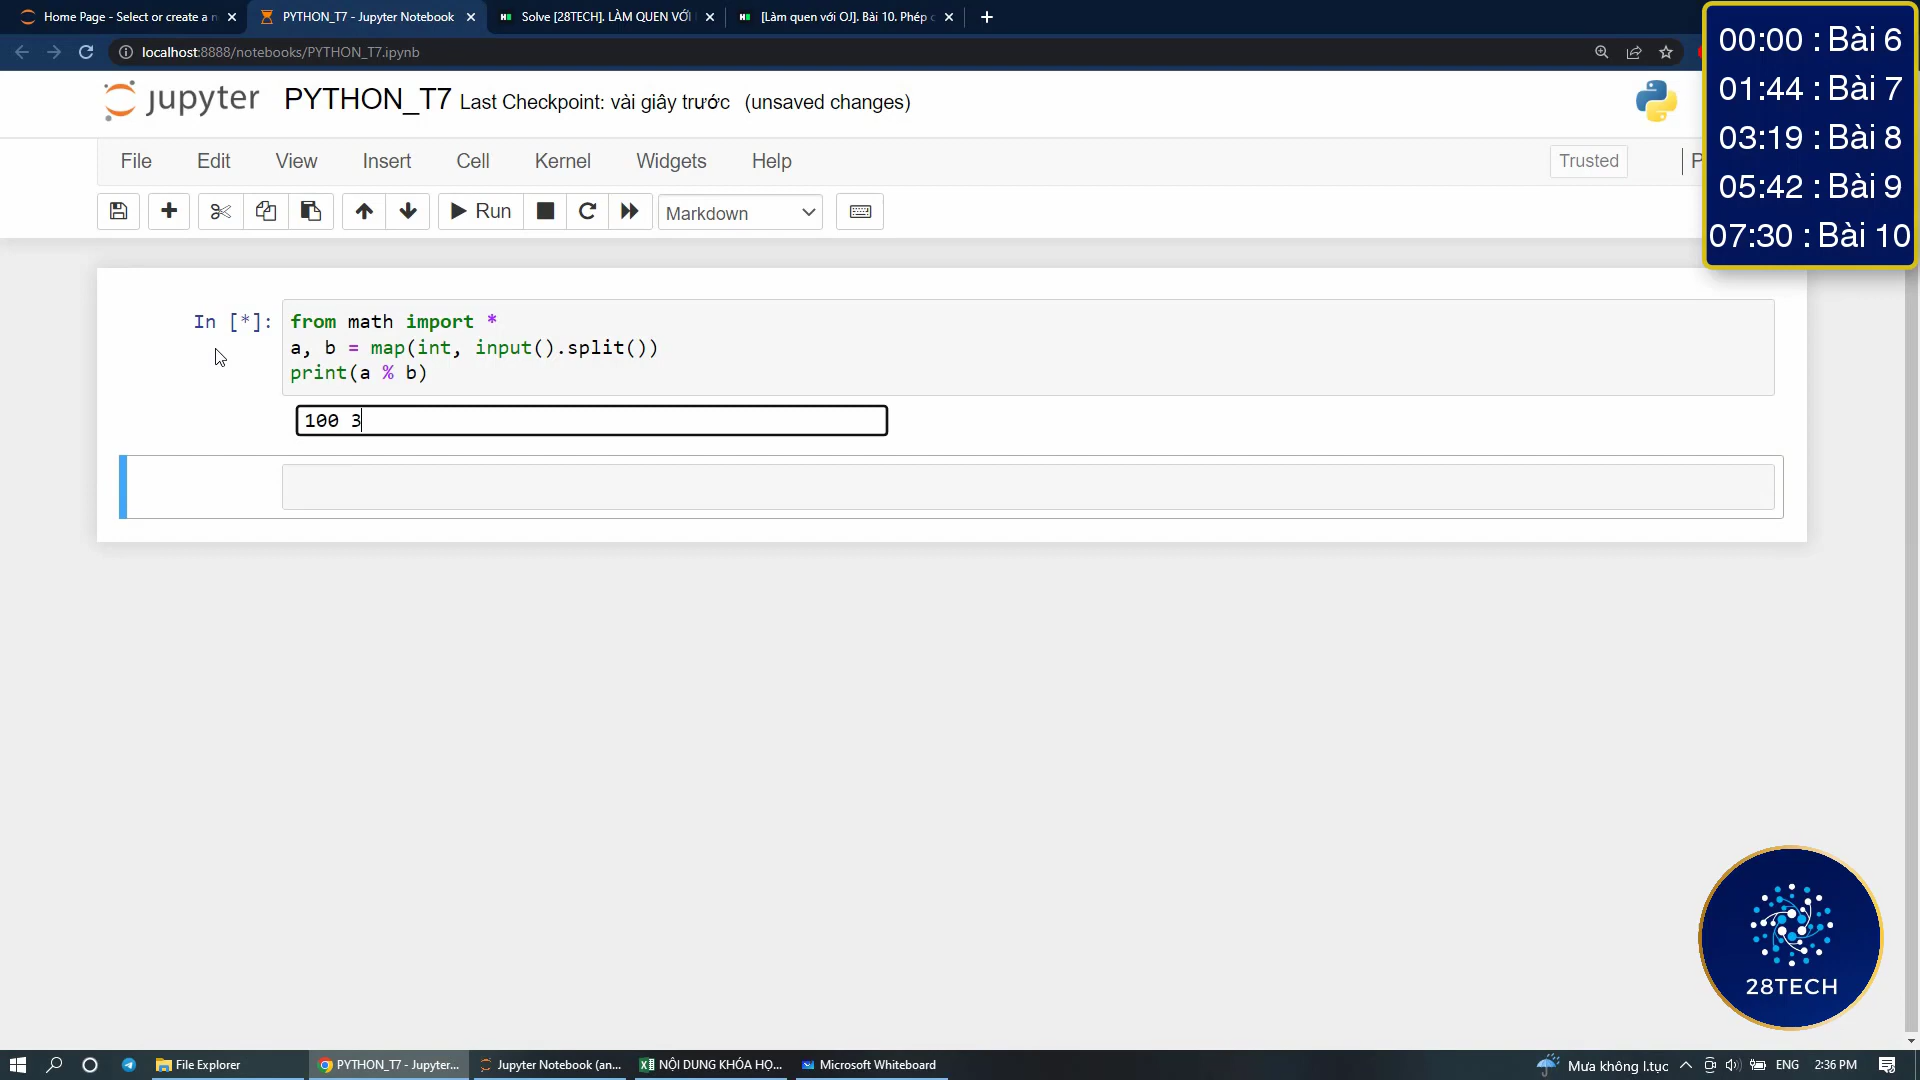 Home Page - Select or create a n
PYTHON_T7 - Jupyter Notebook
Solve [28TECH]. LÀM QUEN VỚI
[Làm quen với OJ]. Bài 10. Phép c
localhost:8888/notebooks/PYTHON_T7.ipynb
00:00 : Bài 6
01:44 : Bài 7
03:19 : Bài 8
05:42 : Bài 9
07:30 : Bài 10
jupyter PYTHON_T7 Last Checkpoint: vài giây trước (unsaved changes)
File Edit View Insert Cell Kernel Widgets Help
Trusted
P
Run
Markdown
In [*]:
from math import *
a, b = map(int, input().split())
print(a % b)
100 3
28TECH
File Explorer
PYTHON_T7 - Jupyter...
Jupyter Notebook (an...
NỘI DUNG KHÓA HỌ...
Microsoft Whiteboard
Mưa không l.tục
ENG
2:36 PM